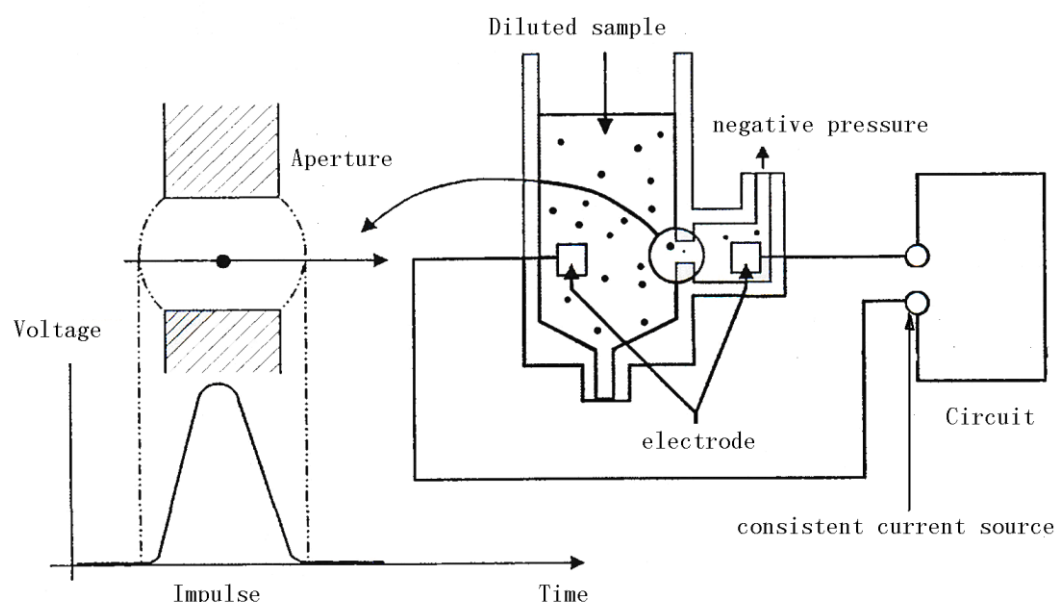 Diluted sample
negative pressure
Aperture
Voltage
electrode
Circuit
consistent current source
Impulse
Time